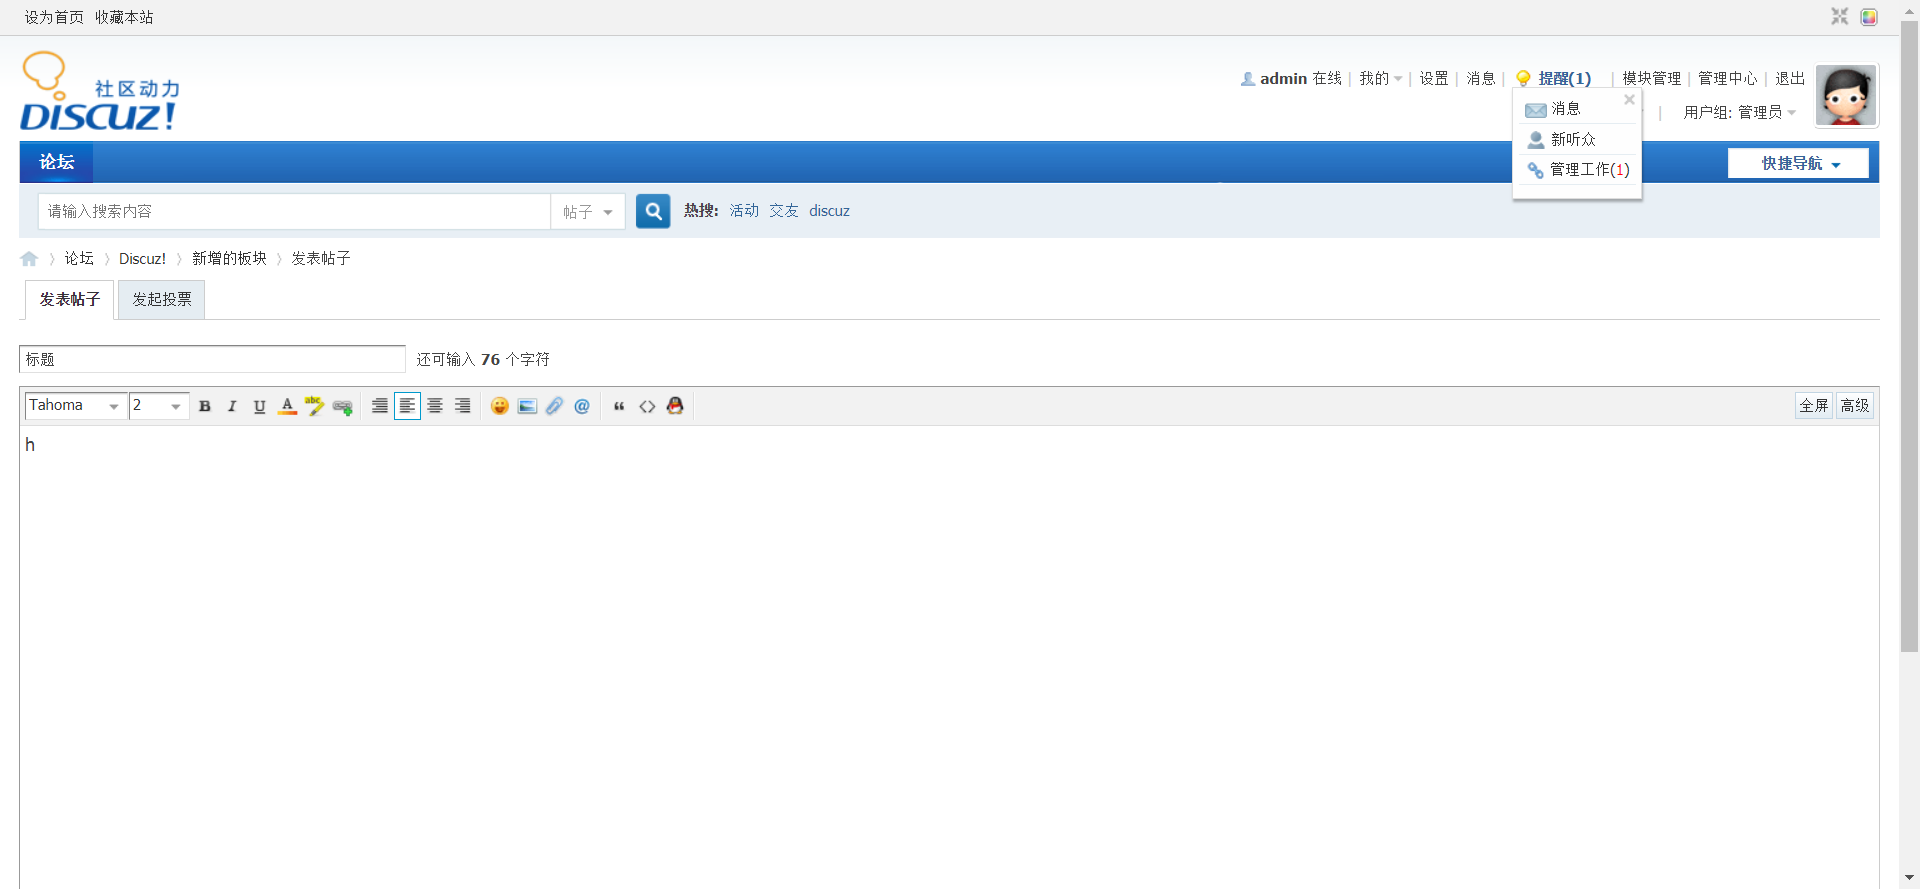 设为首页 收藏本站
社区动力
DISCUZ!
admin 在线 | 我的 | 设置 | 消息 | 提醒(1) | 模块管理 | 管理中心 | 退出
| 用户组: 管理员
消息
新听众
管理工作(1)
论坛
快捷导航
请输入搜索内容 帖子 热搜: 活动 交友 discuz
论坛 Discuz! 新增的板块 发表帖子
发表帖子 发起投票
标题 还可输入 76 个字符
Tahoma 2 B I U A abc @ “ <> 全屏 高级
h